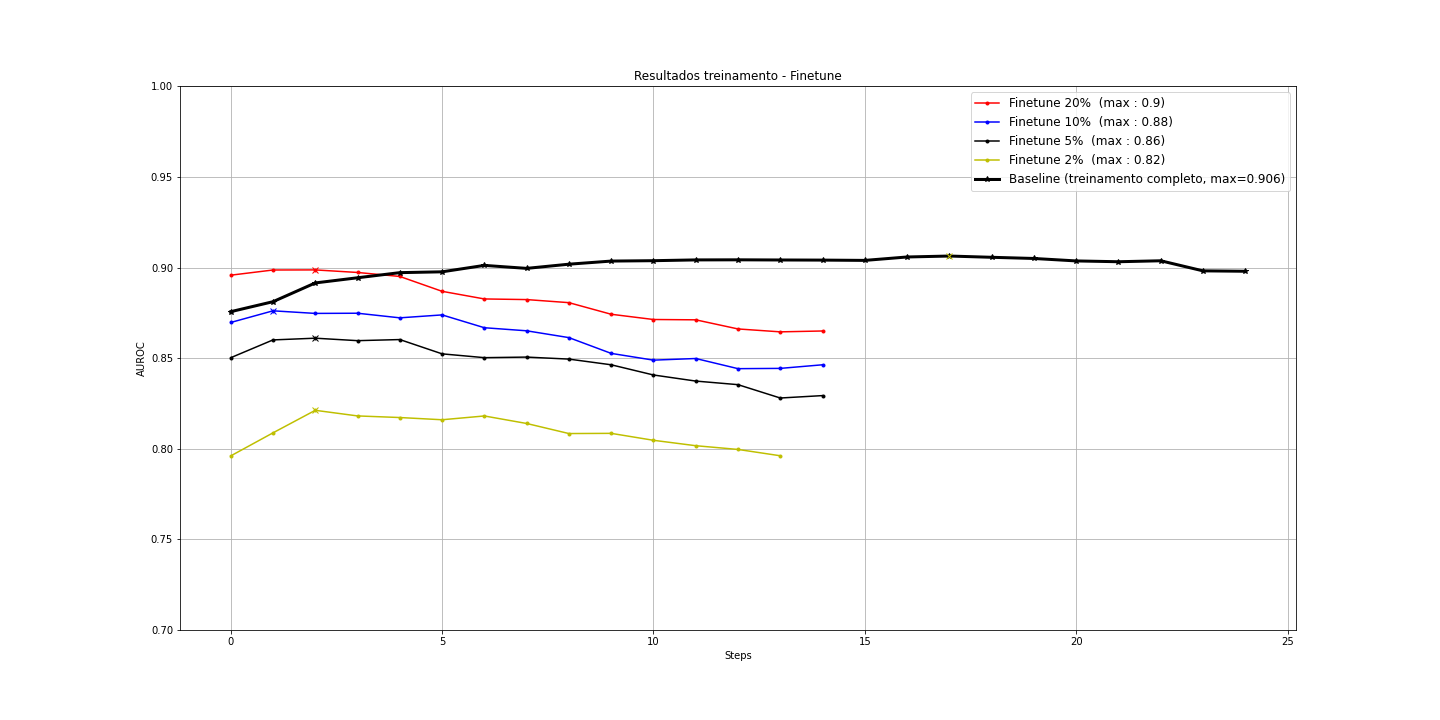 Resultados treinamento - Finetune
1.00
0.95
0.90
0.85
0.80
0.75
0.70
AUROC
Finetune 20%  (max : 0.9)
Finetune 10%  (max : 0.88)
Finetune 5%  (max : 0.86)
Finetune 2%  (max : 0.82)
Baseline (treinamento completo, max=0.906)
0 5 10 15 20 25
Steps